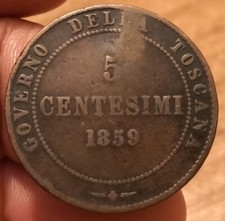 GOVERNO DELLA TOSCANA
5
CENTESIMI
1859